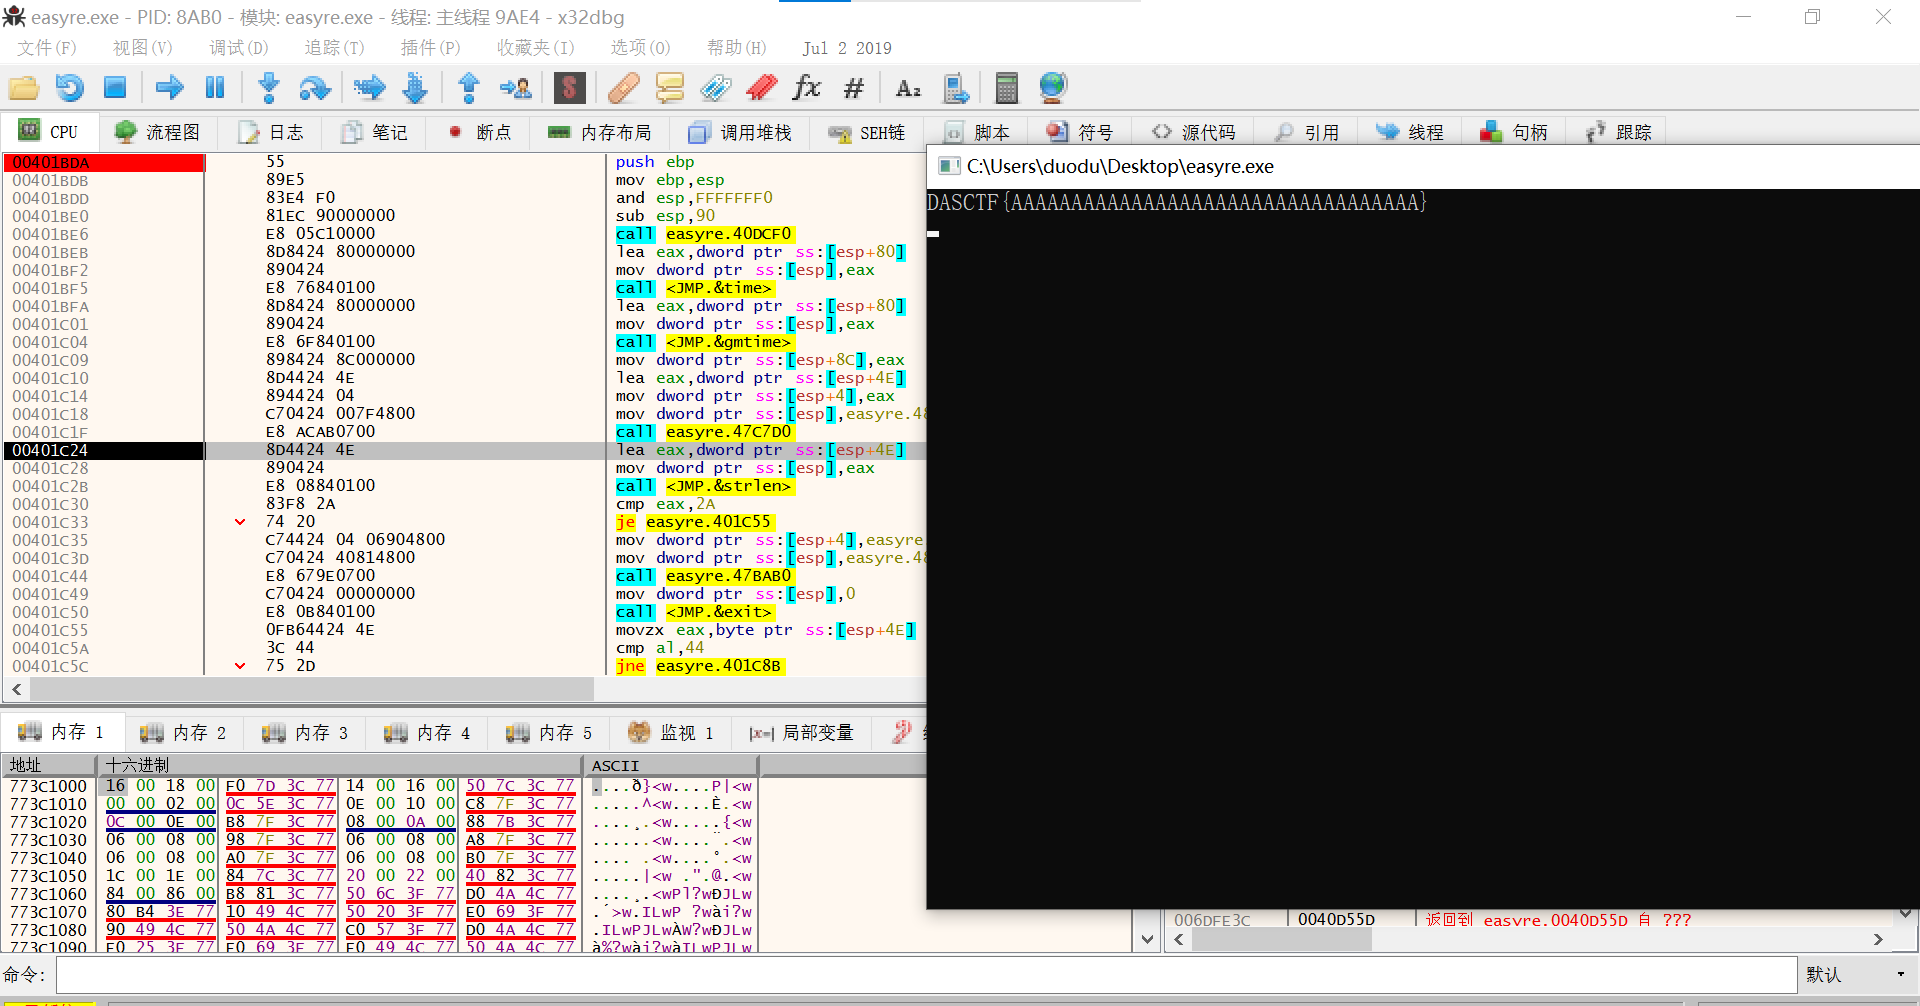 easyre.exe - PID: 8AB0 - 模块: easyre.exe - 线程: 主线程 9AE4 - x32dbg
文件(F) 视图(V) 调试(D) 追踪(T) 插件(P) 收藏夹(I) 选项(O) 帮助(H) Jul 2 2019
CPU 流程图 日志 笔记 断点 内存布局 调用堆栈 SEH链 脚本 符号 源代码 引用 线程 句柄 跟踪
C:\Users\duodu\Desktop\easyre.exe
DASCTF{AAAAAAAAAAAAAAAAAAAAAAAAAAAAAAAAAA}
00401BDA 55 push ebp
00401BDB 89E5 mov ebp,esp
00401BDD 83E4 F0 and esp,FFFFFFF0
00401BE0 81EC 90000000 sub esp,90
00401BE6 E8 05C10000 call easyre.40DCF0
00401BEB 8D8424 80000000 lea eax,dword ptr ss:[esp+80]
00401BF2 890424 mov dword ptr ss:[esp],eax
00401BF5 E8 76840100 call <JMP.&time>
00401BFA 8D8424 80000000 lea eax,dword ptr ss:[esp+80]
00401C01 890424 mov dword ptr ss:[esp],eax
00401C04 E8 6F840100 call <JMP.&gmtime>
00401C09 898424 8C000000 mov dword ptr ss:[esp+8C],eax
00401C10 8D4424 4E lea eax,dword ptr ss:[esp+4E]
00401C14 894424 04 mov dword ptr ss:[esp+4],eax
00401C18 C70424 007F4800 mov dword ptr ss:[esp],easyre.48
00401C1F E8 ACAB0700 call easyre.47C7D0
00401C24 8D4424 4E lea eax,dword ptr ss:[esp+4E]
00401C28 890424 mov dword ptr ss:[esp],eax
00401C2B E8 08840100 call <JMP.&strlen>
00401C30 83F8 2A cmp eax,2A
00401C33 74 20 je easyre.401C55
00401C35 C74424 04 06904800 mov dword ptr ss:[esp+4],easyre
00401C3D C70424 40814800 mov dword ptr ss:[esp],easyre.48
00401C44 E8 679E0700 call easyre.47BAB0
00401C49 C70424 00000000 mov dword ptr ss:[esp],0
00401C50 E8 0B840100 call <JMP.&exit>
00401C55 0FB64424 4E movzx eax,byte ptr ss:[esp+4E]
00401C5A 3C 44 cmp al,44
00401C5C 75 2D jne easyre.401C8B
内存 1 内存 2 内存 3 内存 4 内存 5 监视 1 |x=| 局部变量
地址 十六进制 ASCII
773C1000 16 00 18 00 F0 7D 3C 77 14 00 16 00 50 7C 3C 77 ....ð}<w....P|<w
773C1010 00 00 02 00 0C 5E 3C 77 0E 00 10 00 C8 7F 3C 77 .....^<w....È.<w
773C1020 0C 00 0E 00 B8 7F 3C 77 08 00 0A 00 88 7B 3C 77 ....¸.<w.....{<w
773C1030 06 00 08 00 98 7F 3C 77 06 00 08 00 A8 7F 3C 77 ......<w....¨.<w
773C1040 06 00 08 00 A0 7F 3C 77 06 00 08 00 B0 7F 3C 77 .... .<w....°.<w
773C1050 1C 00 1E 00 84 7C 3C 77 20 00 22 00 40 82 3C 77 .....|<w .".@.<w
773C1060 84 00 86 00 B8 81 3C 77 50 6C 3F 77 D0 4A 4C 77 ....¸.<wPl?wÐJLw
773C1070 80 B4 3E 77 10 49 4C 77 50 20 3F 77 E0 69 3F 77 .´>w.ILwP ?wài?w
773C1080 90 49 4C 77 50 4A 4C 77 C0 57 3F 77 D0 4A 4C 77 .ILwPJLwÀW?wÐJLw
773C1090 E0 25 3F 77 E0 69 3F 77 E0 49 4C 77 50 4A 4C 77 à%?wài?wàILwPJLw
006DFE3C 0040D55D 返回到 easyre.0040D55D 自 ???
命令: 默认